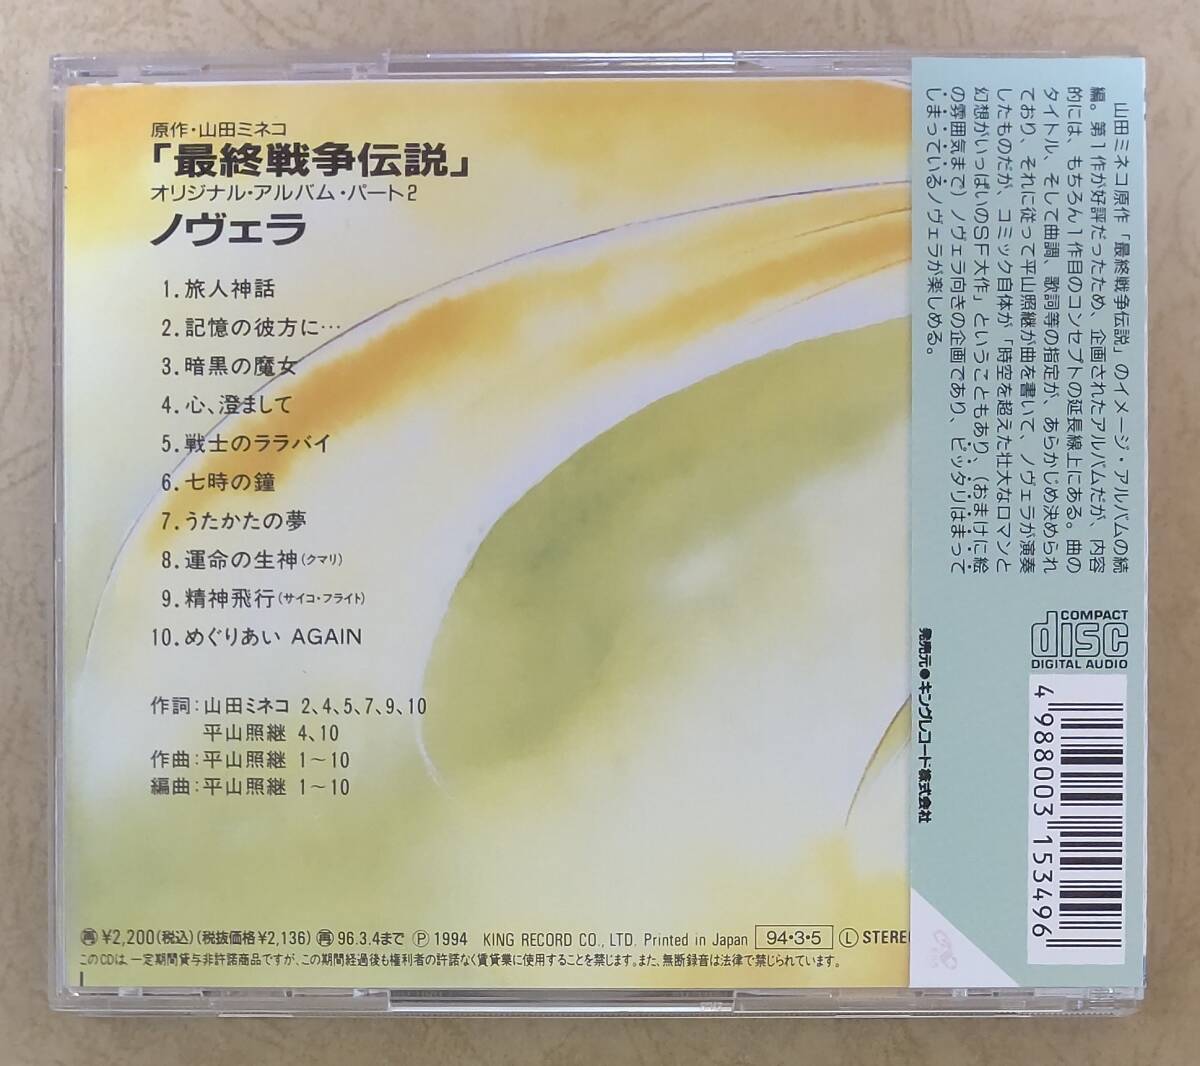 原作・山田ミネコ
「最終戦争伝説」
オリジナル・アルバム・パート2
ノヴェラ
1. 旅人神話
2. 記憶の彼方に…
3. 暗黒の魔女
4. 心、澄まして
5. 戦士のララバイ
6. 七時の鐘
7. うたかたの夢
8. 運命の生神(クマリ)
9. 精神飛行(サイコ・フライト)
10. めぐりあい AGAIN
作詞：山田ミネコ 2、4、5、7、9、10
平山照継 4、10
作曲：平山照継 1〜10
編曲：平山照継 1〜10
再 ¥2,200(税込)(税抜価格¥2,136) 再 96.3.4まで Ⓟ 1994 KING RECORD CO., LTD. Printed in Japan 94・3・5 Ⓛ STEREO
このCDは、一定期間貸与非許諾商品ですが、この期間経過後も権利者の許諾なく賃貸業に使用することを禁じます。また、無断録音は法律で禁じられています。
山田ミネコ原作「最終戦争伝説」のイメージ・アルバムの続
編。第1作が好評だったため、企画されたアルバムだが、内容
的には、もちろん1作目のコンセプトの延長線上にある。曲の
タイトル、そして曲調、歌詞等の指定が、あらかじめ決められ
ており、それに従って平山照継が曲を書いて、ノヴェラが演奏
したものだが、コミック自体が「時空を超えた壮大なロマンと
幻想がいっぱいのSF大作」ということもあり、(おまけに絵
の雰囲気まで)ノヴェラ向きの企画であり、ピッタリはまって
しまっているノヴェラが楽しめる。
COMPACT
disc
DIGITAL AUDIO
発売元●キングレコード株式会社
4 988003 153496